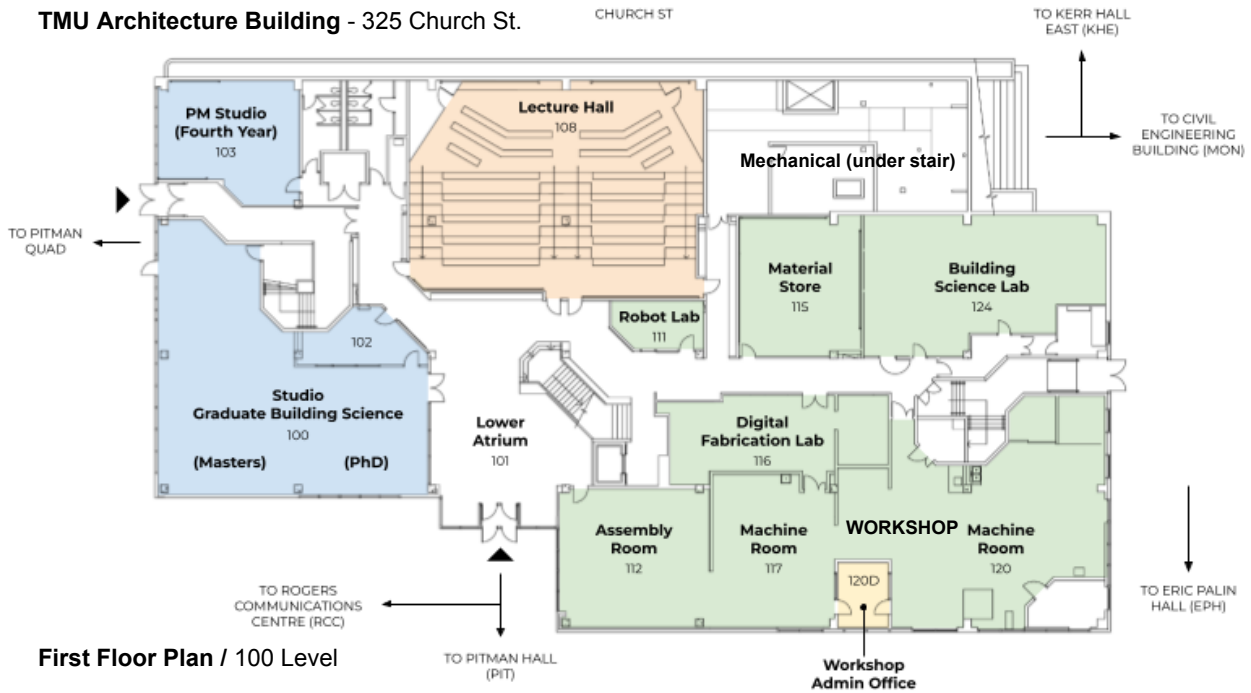 TMU Architecture Building - 325 Church St.
CHURCH ST
TO KERR HALL
EAST (KHE)
PM Studio
(Fourth Year)
103
Lecture Hall
108
TO CIVIL
ENGINEERING
BUILDING (MON)
Mechanical (under stair)
TO PITMAN
QUAD
Material
Store
115
Building
Science Lab
124
Robot Lab
111
102
Studio
Graduate Building Science
100
(Masters) (PhD)
Lower
Atrium
101
Digital
Fabrication Lab
116
Assembly
Room
112
Machine
Room
117
WORKSHOP
Machine
Room
120
120D
TO ROGERS
COMMUNICATIONS
CENTRE (RCC)
TO ERIC PALIN
HALL (EPH)
First Floor Plan / 100 Level
TO PITMAN HALL
(PIT)
Workshop
Admin Office